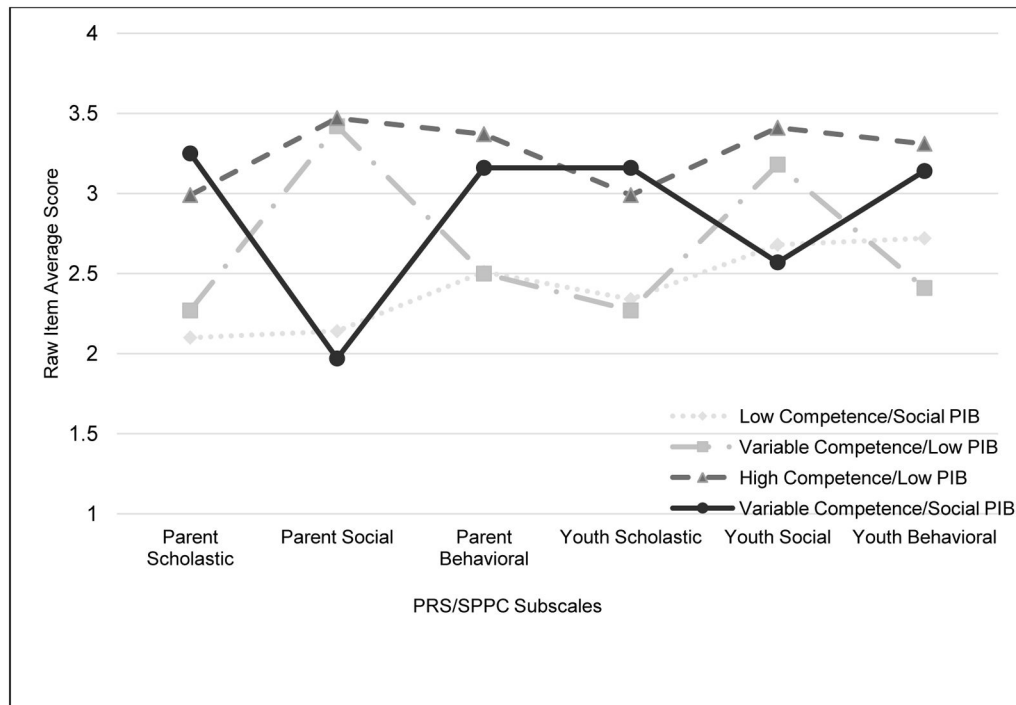 4
3.5
3
2.5
2
1.5
1
Raw Item Average Score
Low Competence/Social PIB
Variable Competence/Low PIB
High Competence/Low PIB
Variable Competence/Social PIB
Parent
Scholastic
Parent Social
Parent
Behavioral
Youth Scholastic
Youth Social
Youth Behavioral
PRS/SPPC Subscales